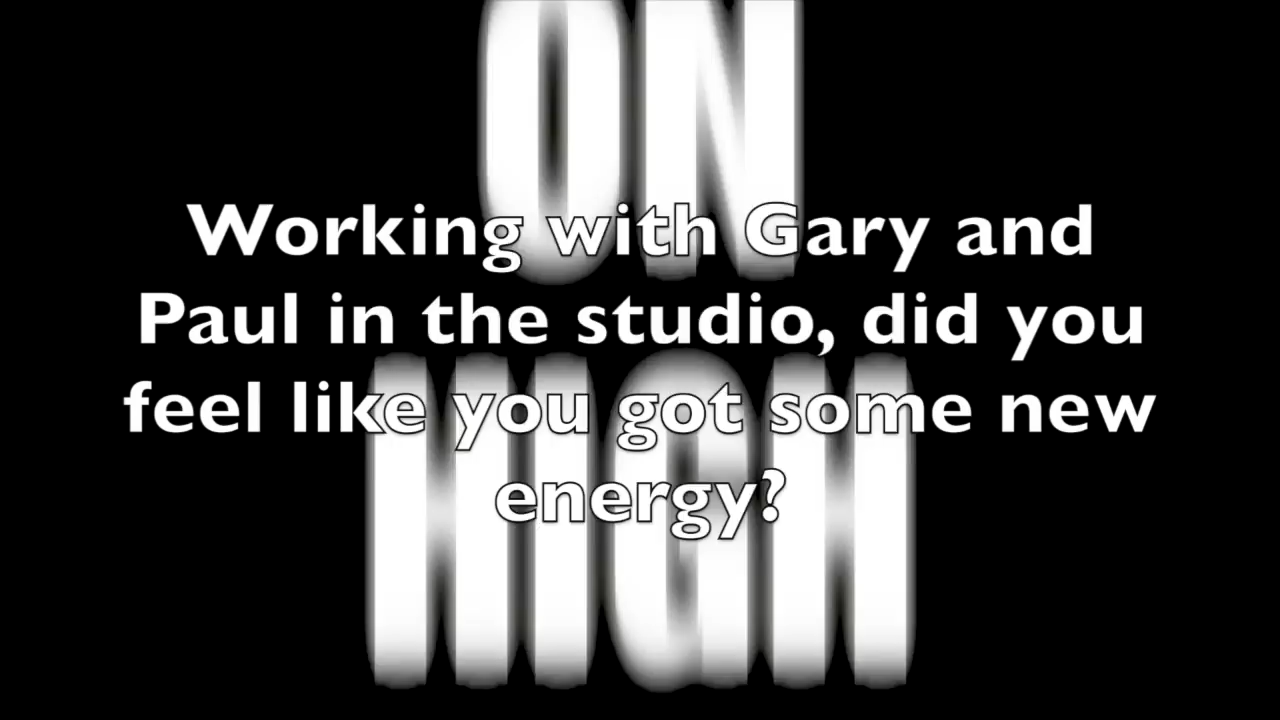 ON
Working with Gary and
Paul in the studio, did you
feel like you got some new
energy?
HIGH